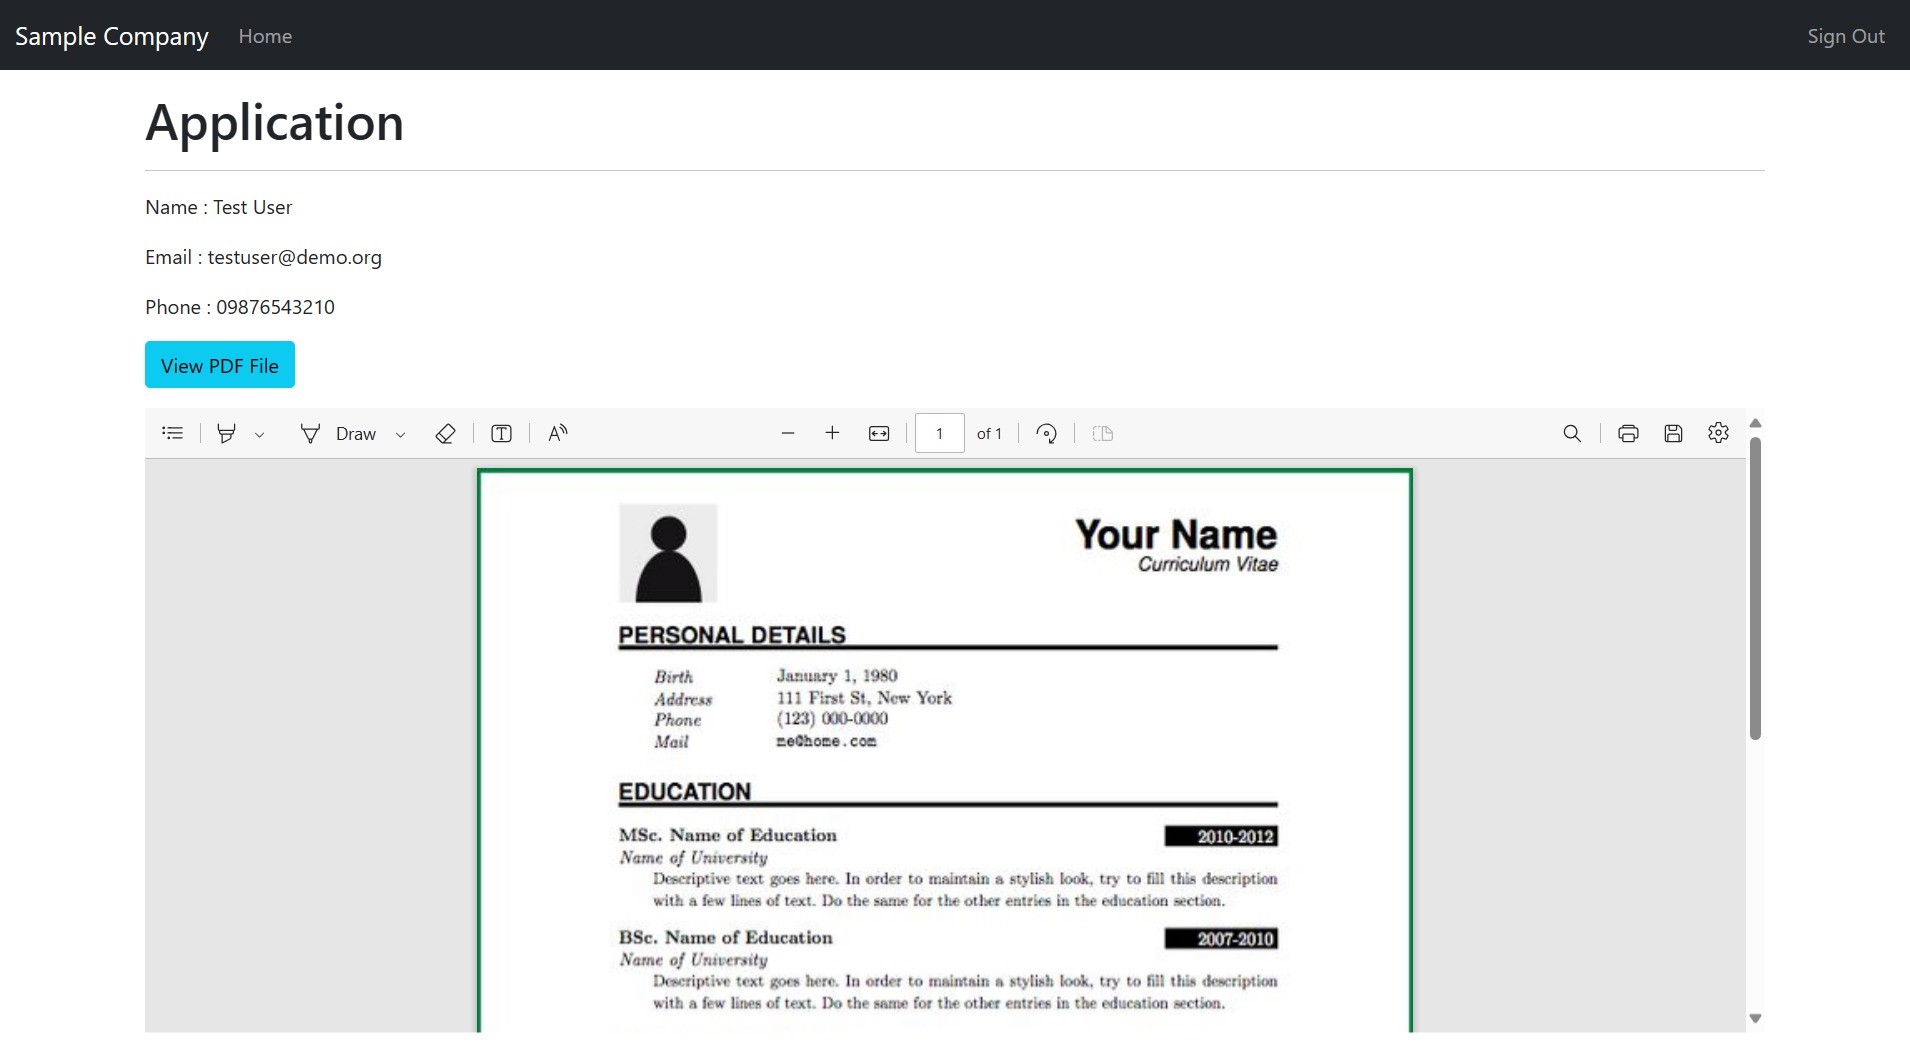 Sample Company Home Sign Out
Application
Name : Test User
Email : testuser@demo.org
Phone : 09876543210
View PDF File
Draw 1 of 1
Your Name
Curriculum Vitae
PERSONAL DETAILS
Birth January 1, 1980
Address 111 First St, New York
Phone (123) 000-0000
Mail me@home.com
EDUCATION
MSc. Name of Education 2010-2012
Name of University
Descriptive text goes here. In order to maintain a stylish look, try to fill this description
with a few lines of text. Do the same for the other entries in the education section.
BSc. Name of Education 2007-2010
Name of University
Descriptive text goes here. In order to maintain a stylish look, try to fill this description
with a few lines of text. Do the same for the other entries in the education section.